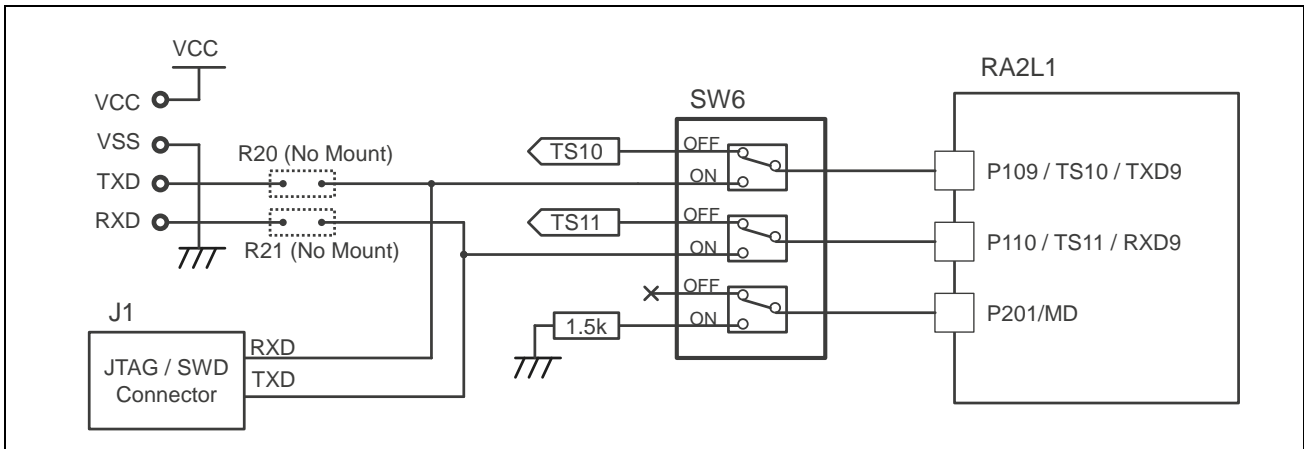 VCC
VCC
VSS
TXD
RXD
R20 (No Mount)
R21 (No Mount)
J1
JTAG / SWD
Connector
RXD
TXD
TS10
TS11
1.5k
SW6
OFF
ON
OFF
ON
OFF
ON
RA2L1
P109 / TS10 / TXD9
P110 / TS11 / RXD9
P201/MD